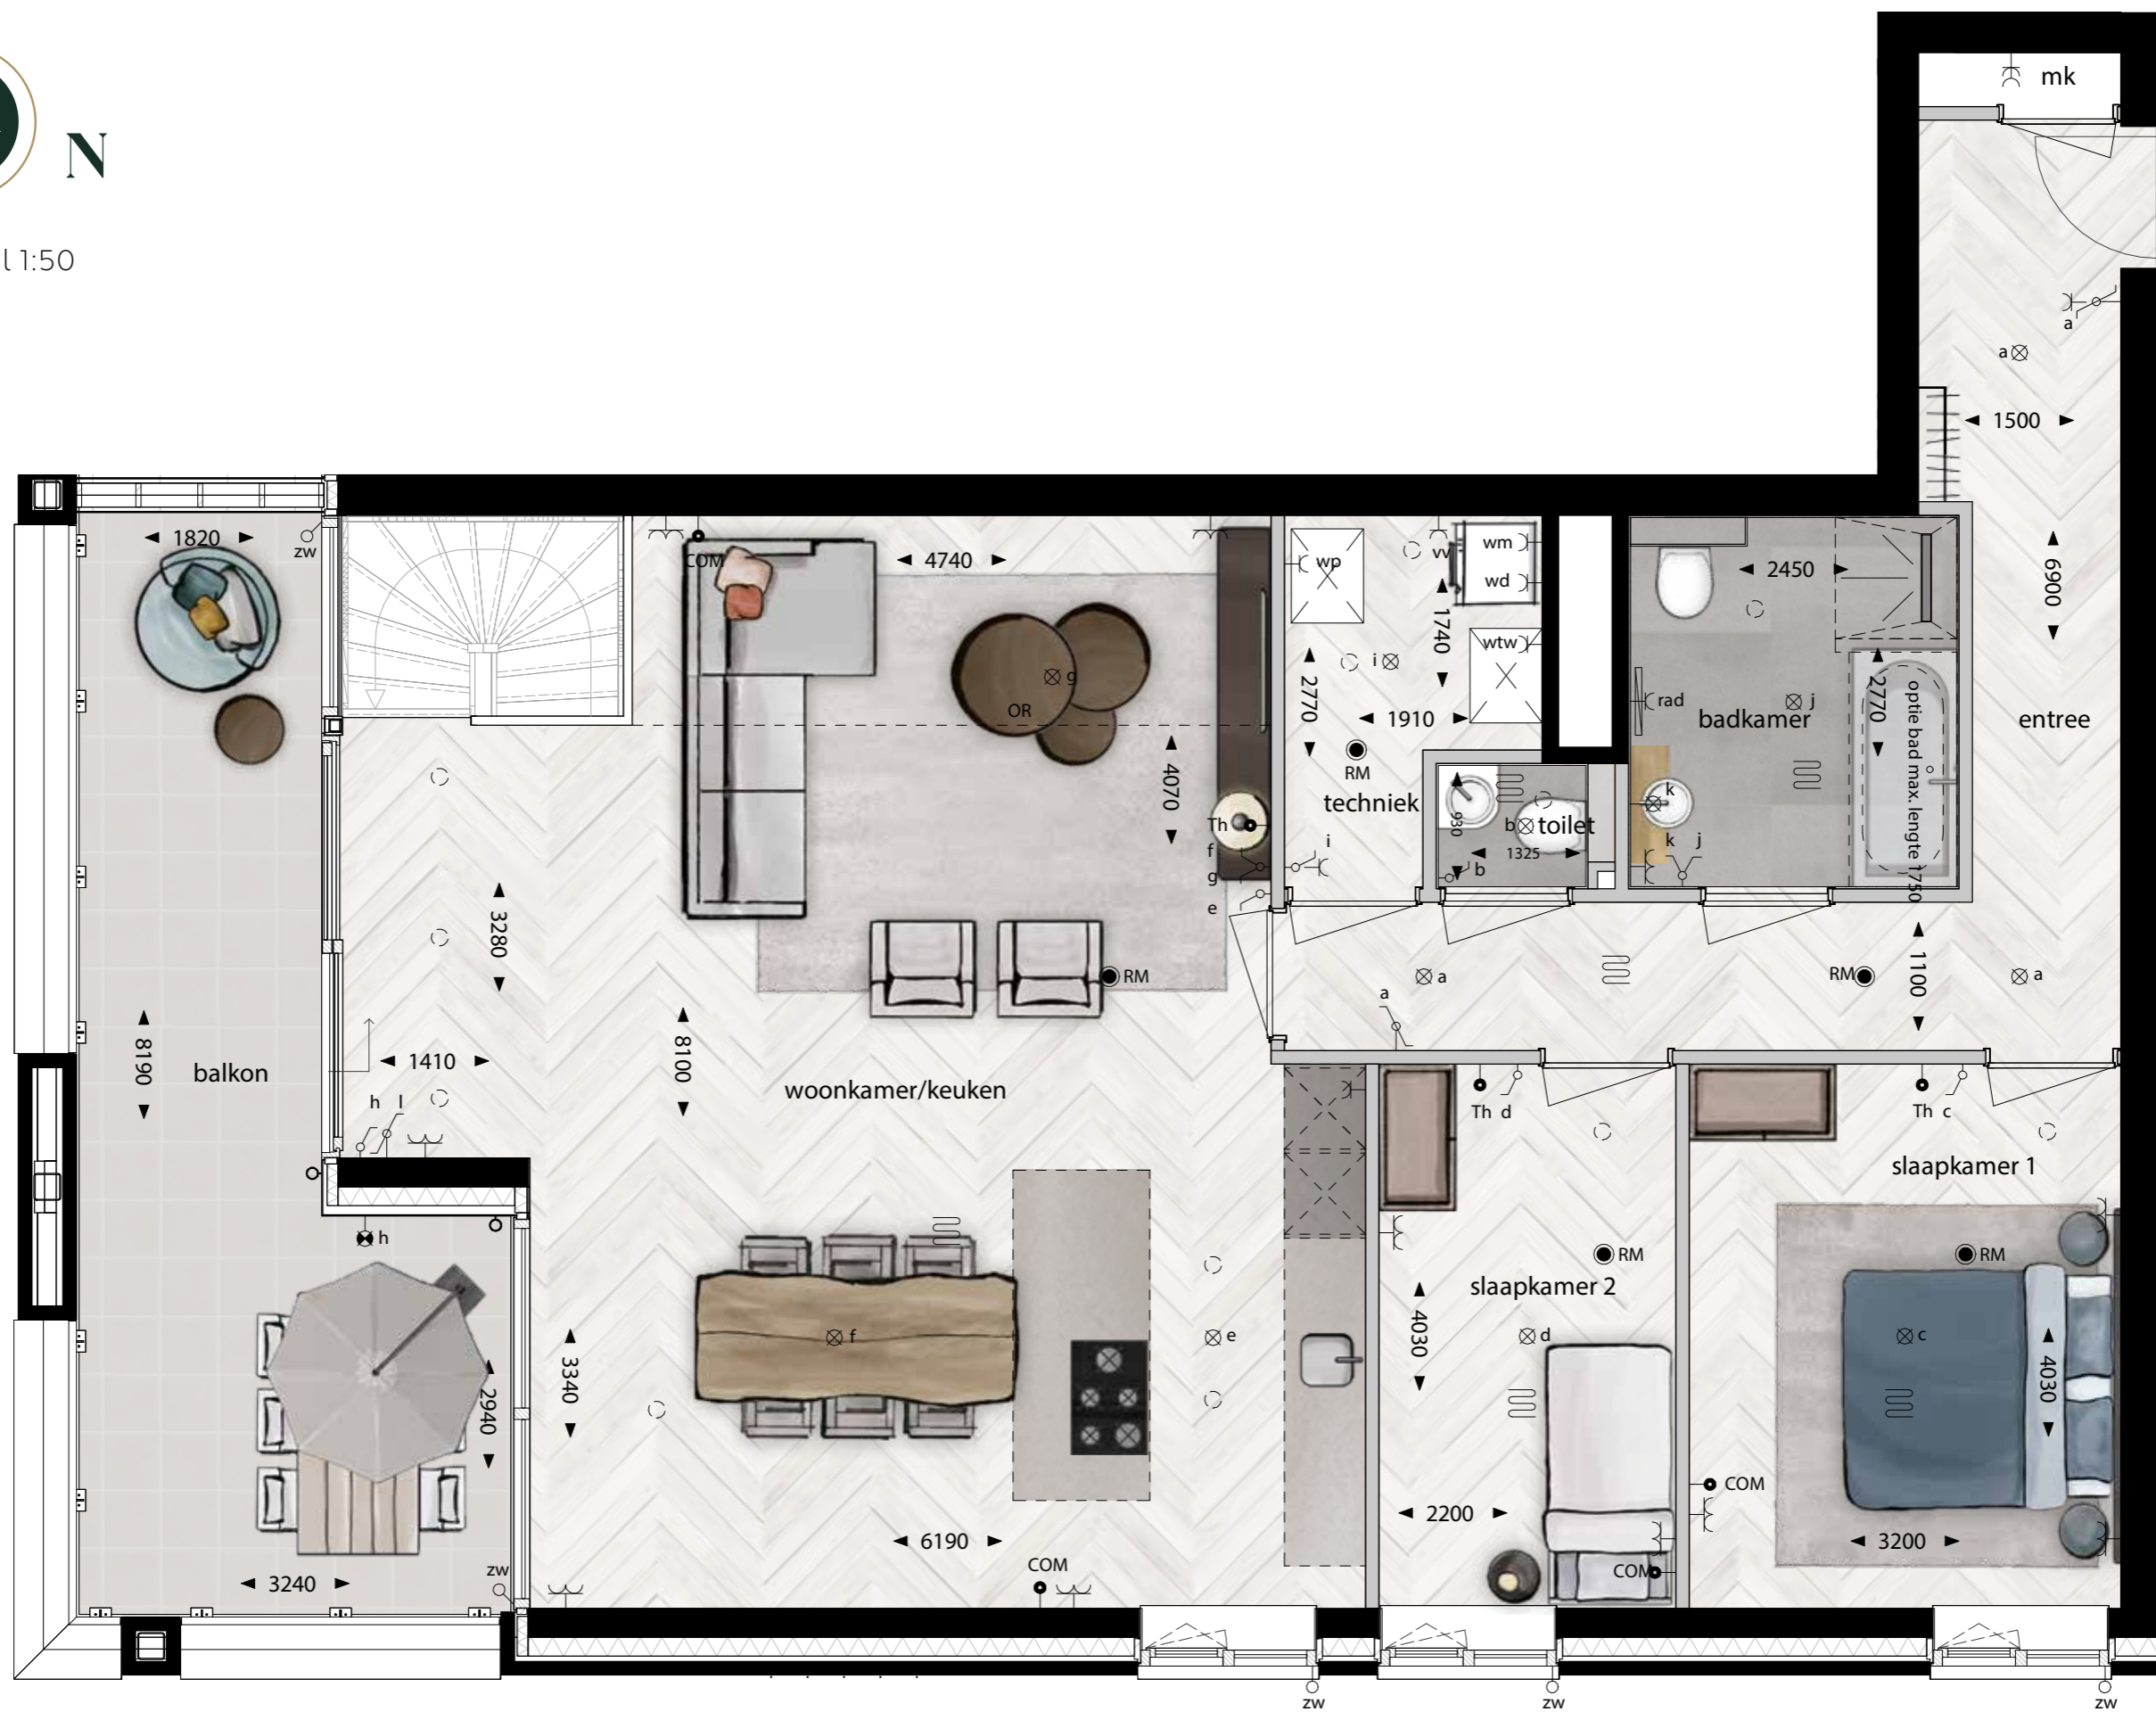 N
l 1:50
mk
a
a
1500
6900
entree
1820
zw
COM
4740
wp
vv
wm
wd
1740
wtw
2450
g
OR
i
2770
1910
RM
techniek
rad
badkamer
j
2770
optie bad max. lengte 1750
4070
Th
f
g
e
i
930
b
toilet
1325
b
k
k
j
3280
RM
a
a
RM
a
1100
8190
balkon
1410
h
l
8100
woonkamer/keuken
Th
d
Th
c
slaapkamer 1
h
RM
RM
slaapkamer 2
4030
d
c
4030
f
e
3340
2940
COM
2200
3200
6190
COM
COM
3240
zw
zw
zw
zw